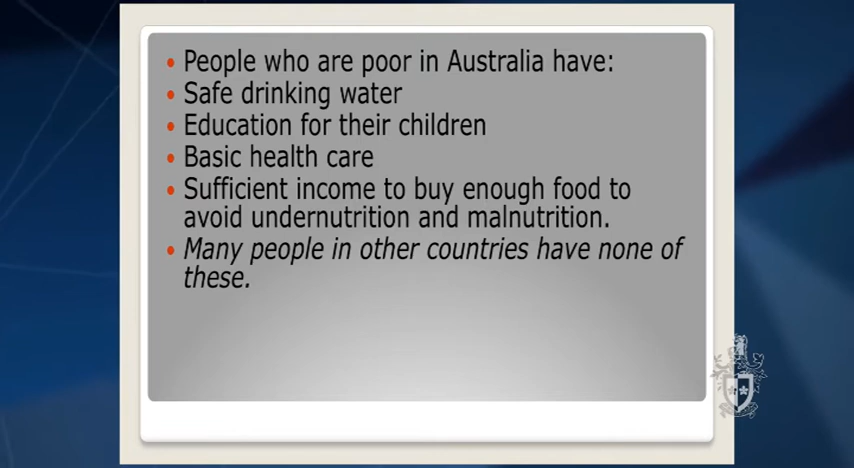 • People who are poor in Australia have:
• Safe drinking water
• Education for their children
• Basic health care
• Sufficient income to buy enough food to
avoid undernutrition and malnutrition.
• Many people in other countries have none of
these.